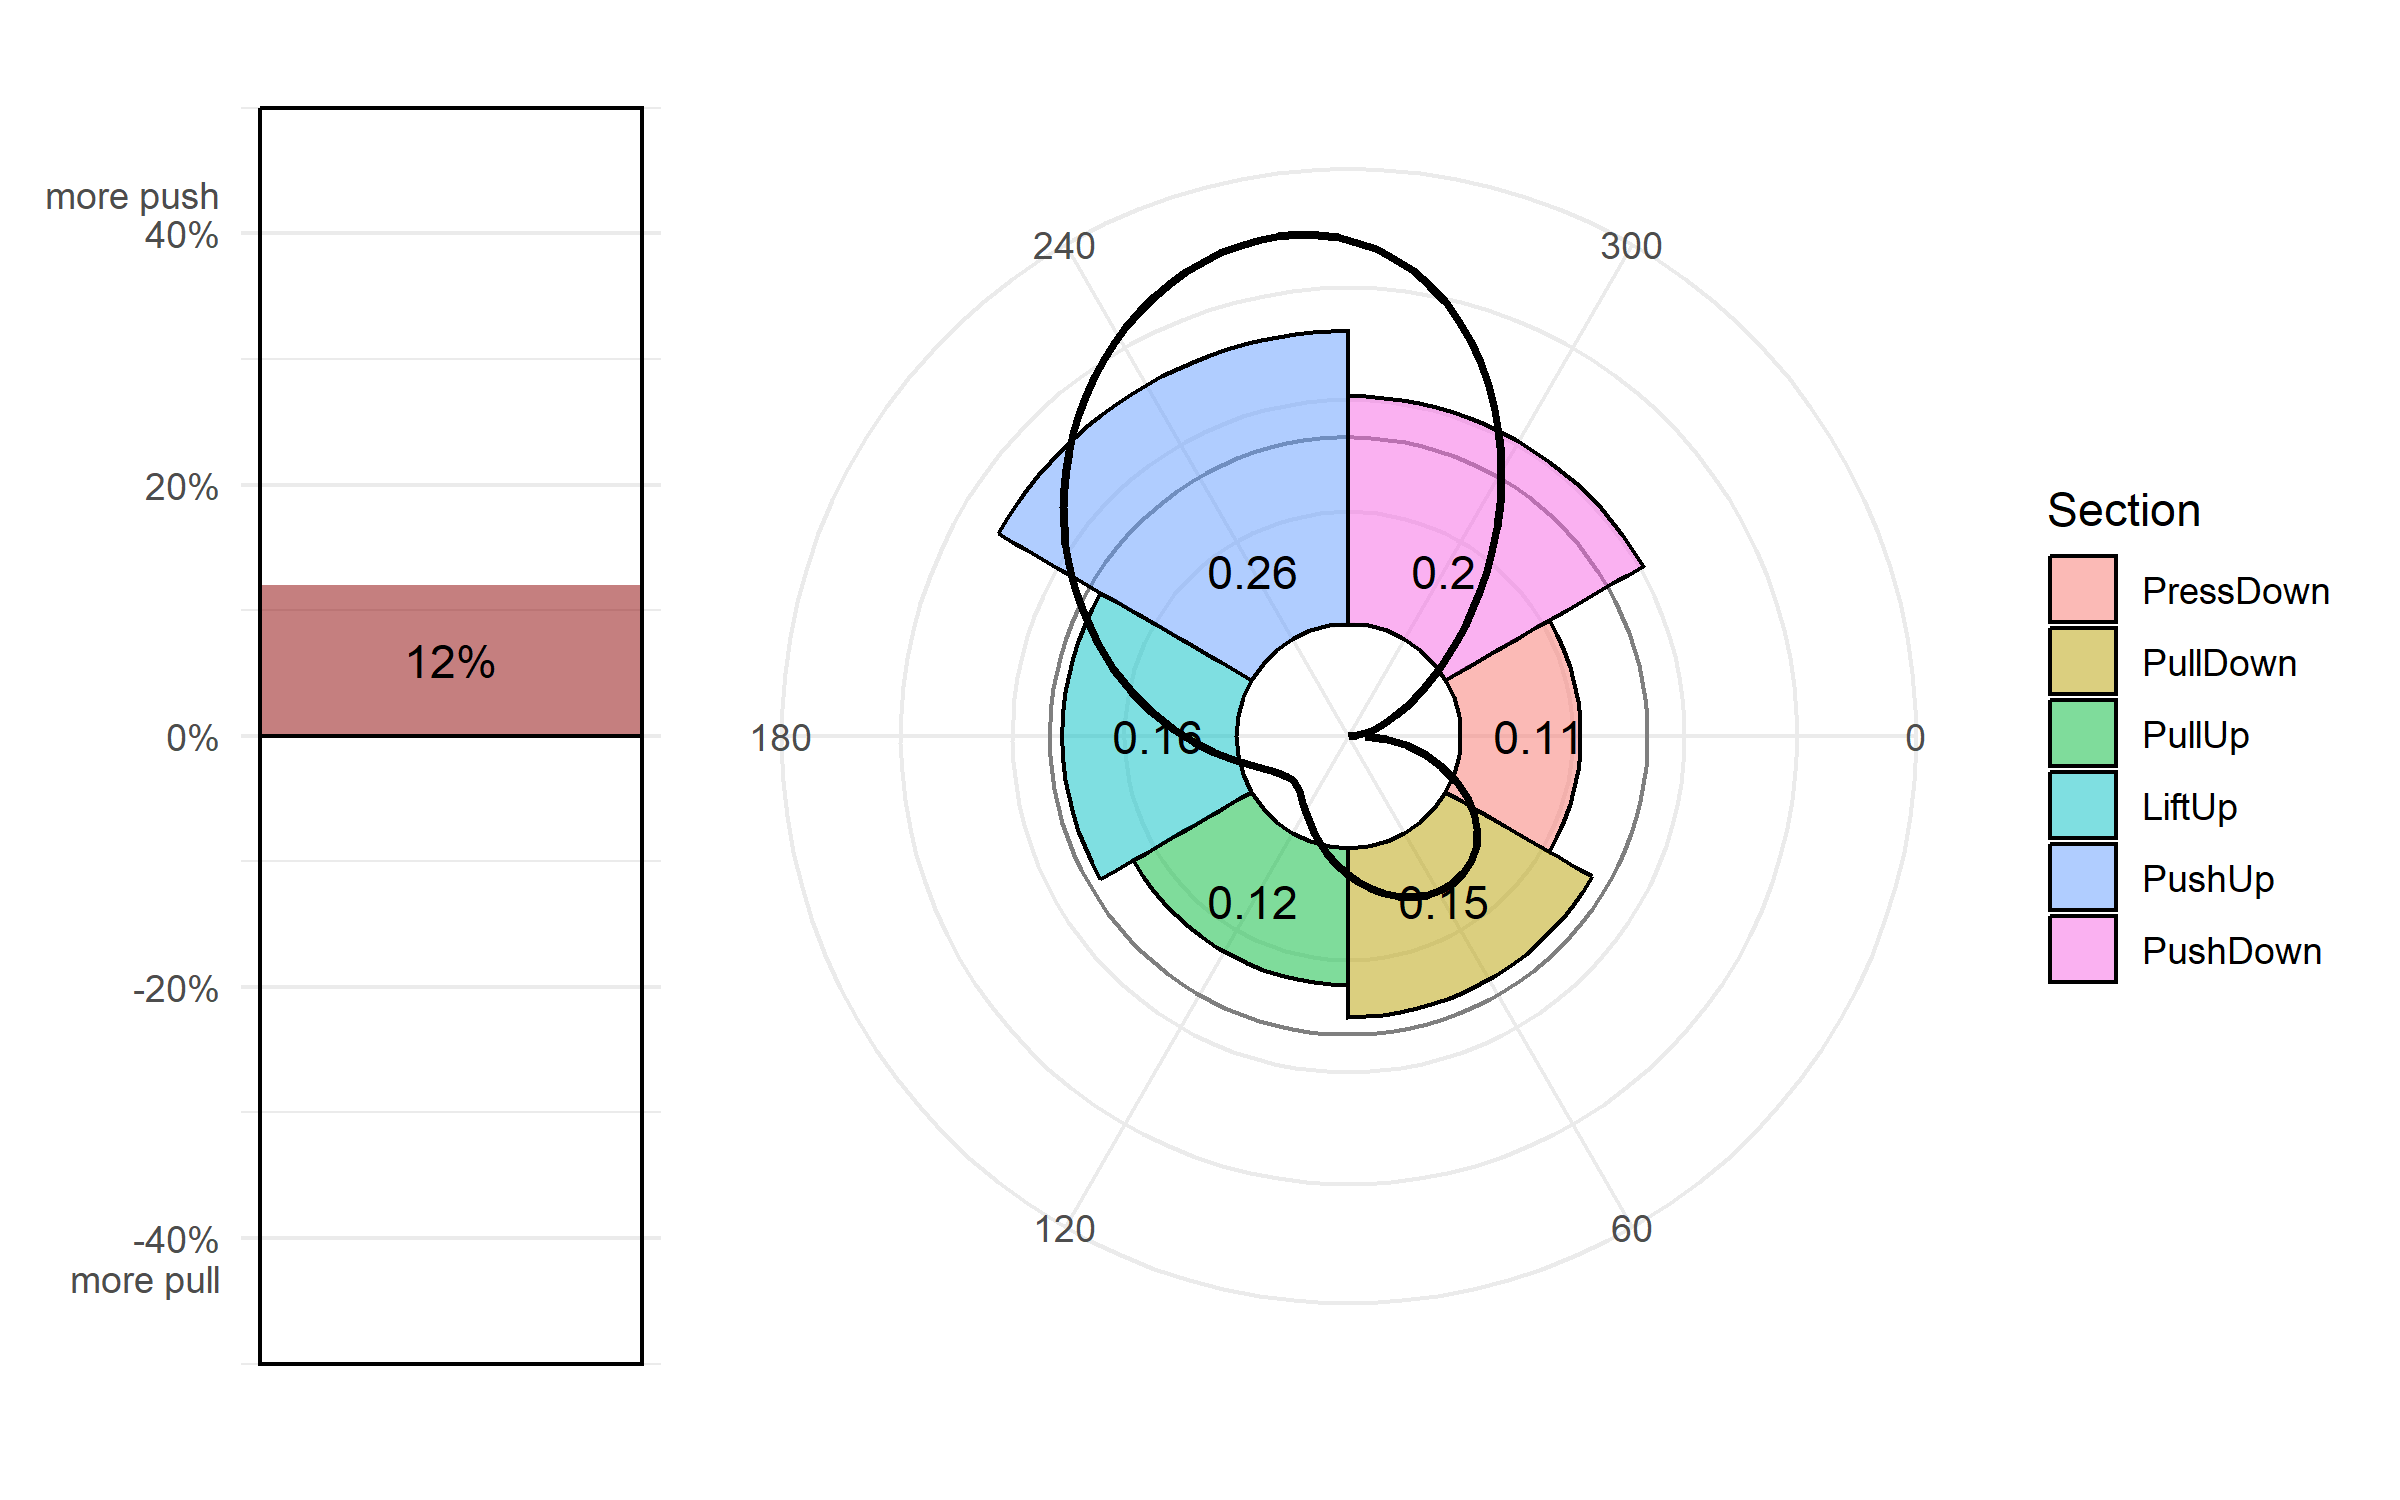 more push
40%
20%
12%
0%
-20%
-40%
more pull
240
300
0.26
0.2
180
0.16
0.11
0
0.12
0.15
120
60
Section
PressDown
PullDown
PullUp
LiftUp
PushUp
PushDown